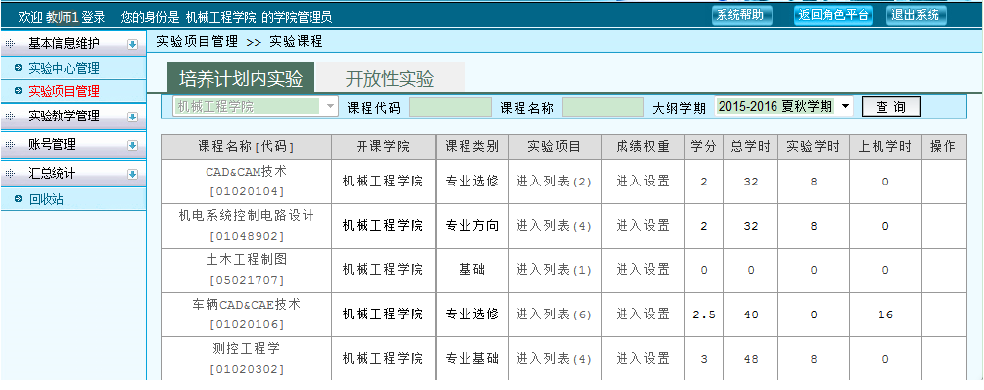 欢迎 教师1 登录 您的身份是 机械工程学院 的学院管理员 系统帮助 返回角色平台 退出系统
基本信息维护
实验中心管理
实验项目管理
实验教学管理
账号管理
汇总统计
回收站
实验项目管理 >> 实验课程
培养计划内实验 开放性实验
机械工程学院 课程代码 课程名称 大纲学期 2015-2016 夏秋学期 查 询
课程名称[代码] 开课学院 课程类别 实验项目 成绩权重 学分 总学时 实验学时 上机学时 操作
CAD&CAM技术
[01020104] 机械工程学院 专业选修 进入列表(2) 进入设置 2 32 8 0
机电系统控制电路设计
[01048902] 机械工程学院 专业方向 进入列表(4) 进入设置 2 32 8 0
土木工程制图
[05021707] 机械工程学院 基础 进入列表(1) 进入设置 0 0 0 0
车辆CAD&CAE技术
[01020106] 机械工程学院 专业选修 进入列表(6) 进入设置 2.5 40 0 16
测控工程学
[01020302] 机械工程学院 专业基础 进入列表(4) 进入设置 3 48 8 0